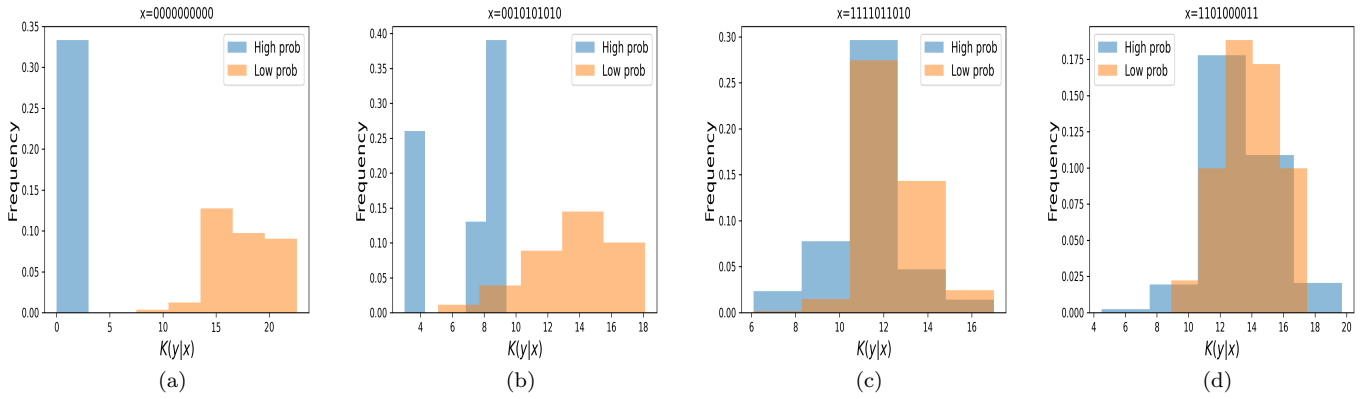 x=0000000000
0.35
0.30
0.25
0.20
0.15
0.10
0.05
0.00
Frequency
High prob
Low prob
0
5
10
15
20
K(y|x)
(a)
x=0010101010
0.40
0.35
0.30
0.25
0.20
0.15
0.10
0.05
0.00
Frequency
High prob
Low prob
4
6
8
10
12
14
16
18
K(y|x)
(b)
x=1111011010
0.30
0.25
0.20
0.15
0.10
0.05
0.00
Frequency
High prob
Low prob
6
8
10
12
14
16
K(y|x)
(c)
x=1101000011
0.175
0.150
0.125
0.100
0.075
0.050
0.025
0.000
Frequency
High prob
Low prob
4
6
8
10
12
14
16
18
20
K(y|x)
(d)